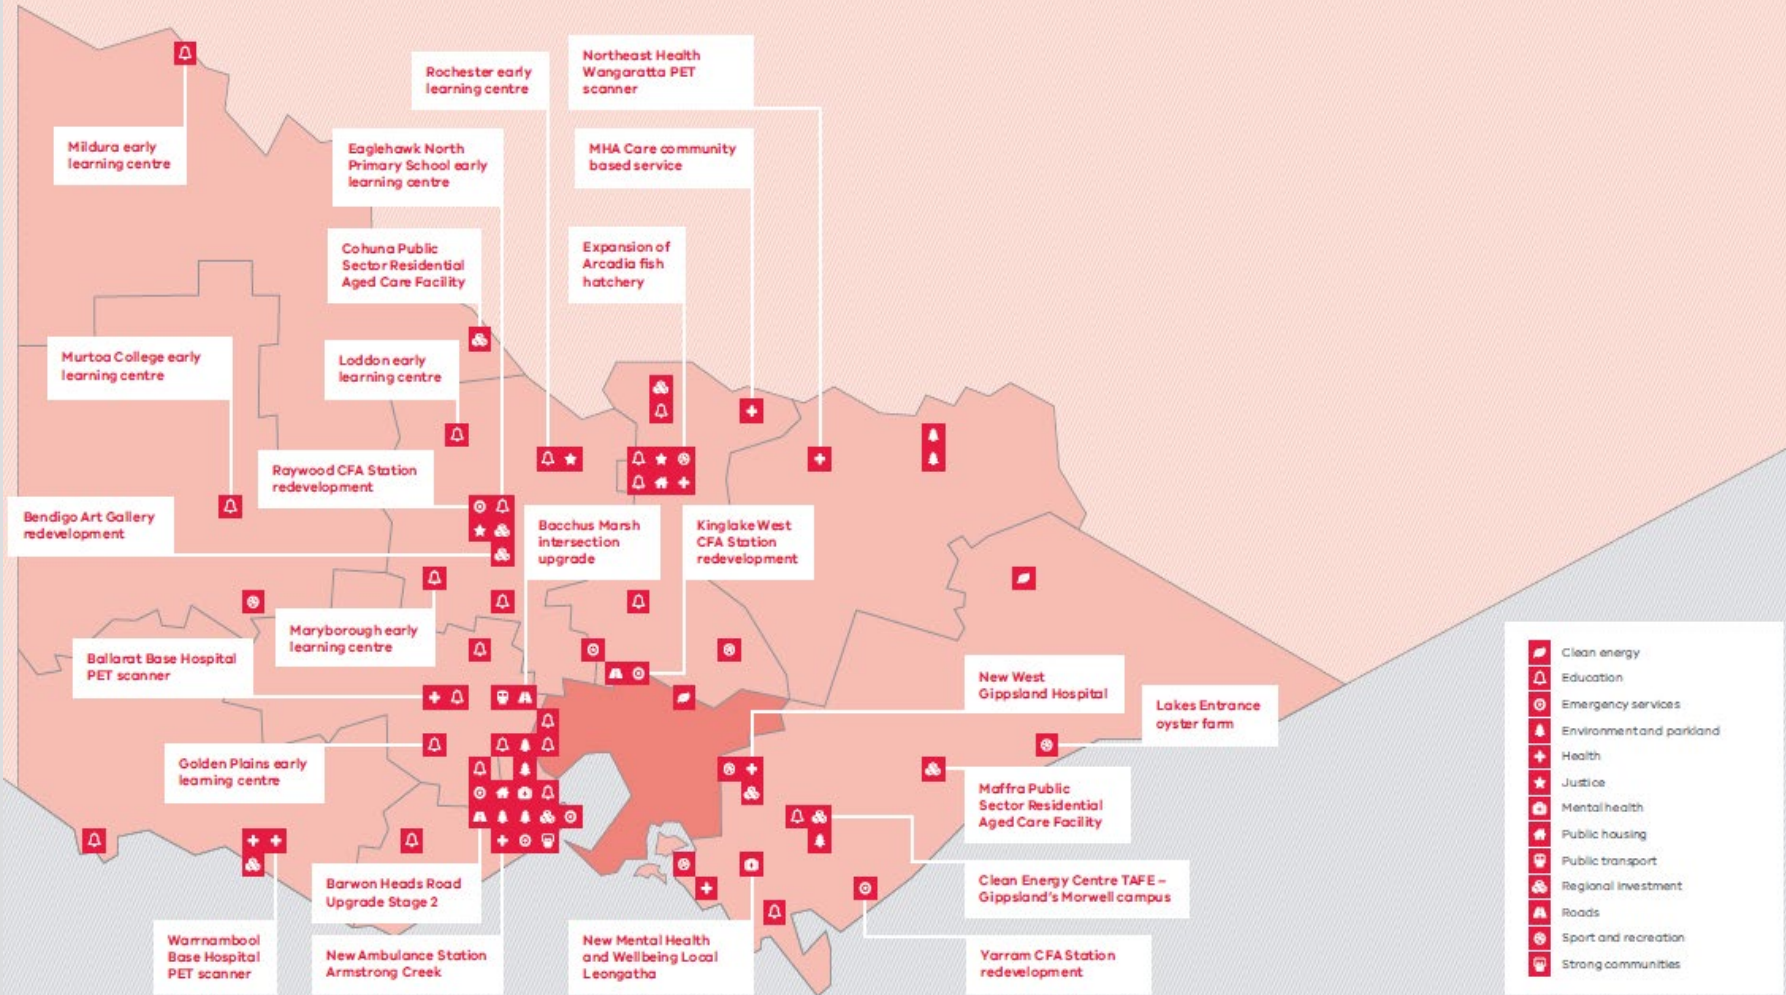 Mildura early
learning centre
Rochester early
learning centre
Northeast Health
Wangaratta PET
scanner
Eaglehawk North
Primary School early
learning centre
MHA Care community
based service
Cohuna Public
Sector Residential
Aged Care Facility
Expansion of
Arcadia fish
hatchery
Murtoa College early
learning centre
Loddon early
learning centre
Raywood CFA Station
redevelopment
Bendigo Art Gallery
redevelopment
Bacchus Marsh
intersection
upgrade
Kinglake West
CFA Station
redevelopment
Maryborough early
learning centre
Ballarat Base Hospital
PET scanner
New West
Gippsland Hospital
Lakes Entrance
oyster farm
Golden Plains early
learning centre
Maffra Public
Sector Residential
Aged Care Facility
Barwon Heads Road
Upgrade Stage 2
Clean Energy Centre TAFE –
Gippsland's Morwell campus
Warrnambool
Base Hospital
PET scanner
New Ambulance Station
Armstrong Creek
New Mental Health
and Wellbeing Local
Leongatha
Yarram CFA Station
redevelopment
Clean energy
Education
Emergency services
Environment and parkland
Health
Justice
Mental health
Public housing
Public transport
Regional investment
Roads
Sport and recreation
Strong communities